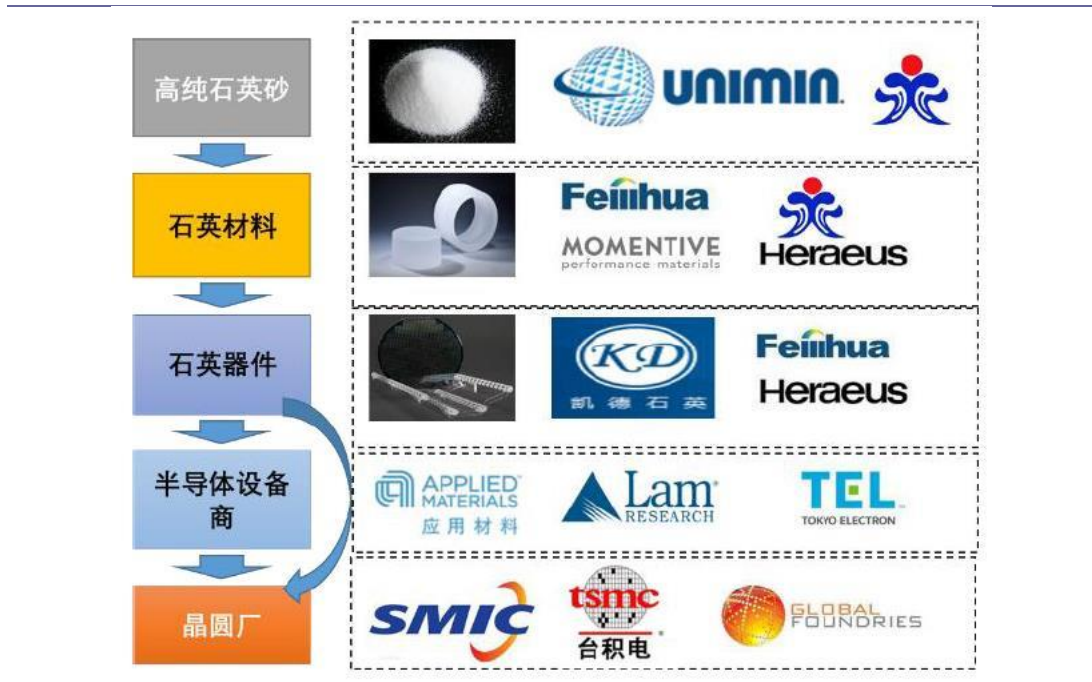 高纯石英砂
UNIMIN
石英材料
Feiiihua
MOMENTIVE
performance materials
Heraeus
石英器件
KD
凯德石英
Feiiihua
Heraeus
半导体设备
商
APPLIED
MATERIALS
应用材料
Lam
RESEARCH
TEL
TOKYO ELECTRON
晶圆厂
SMIC
tsmc
台积电
GLOBAL
FOUNDRIES